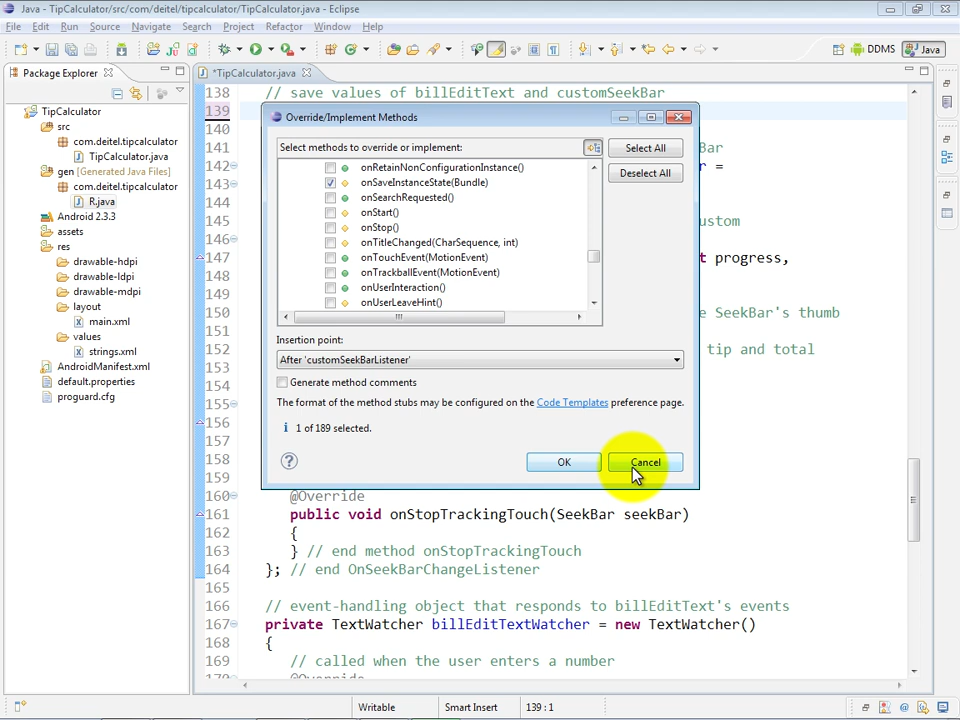 Java - TipCalculator/src/com/deitel/tipcalculator/TipCalculator.java - Eclipse
File Edit Run Source Navigate Search Project Refactor Window Help
DDMS Java
Package Explorer
TipCalculator
src
com.deitel.tipcalculator
TipCalculator.java
gen [Generated Java Files]
com.deitel.tipcalculator
R.java
Android 2.3.3
assets
res
drawable-hdpi
drawable-ldpi
drawable-mdpi
layout
main.xml
values
strings.xml
AndroidManifest.xml
default.properties
proguard.cfg
*TipCalculator.java
138 // save values of billEditText and customSeekBar
139
140
142 r =
143
144
145 ustom
146
147 t progress,
148
149
150 e SeekBar's thumb
151
152 tip and total
153
154
155
156
157
158
159
160 @Override
161 public void onStopTrackingTouch(SeekBar seekBar)
162 {
163 } // end method onStopTrackingTouch
164 }; // end OnSeekBarChangeListener
165
166 // event-handling object that responds to billEditText's events
167 private TextWatcher billEditTextWatcher = new TextWatcher()
168 {
169 // called when the user enters a number
Override/Implement Methods
Select methods to override or implement:
onRetainNonConfigurationInstance()
onSaveInstanceState(Bundle)
onSearchRequested()
onStart()
onStop()
onTitleChanged(CharSequence, int)
onTouchEvent(MotionEvent)
onTrackballEvent(MotionEvent)
onUserInteraction()
onUserLeaveHint()
Select All
Deselect All
Insertion point:
After 'customSeekBarListener'
Generate method comments
The format of the method stubs may be configured on the Code Templates preference page.
1 of 189 selected.
OK Cancel
Writable Smart Insert 139 : 1